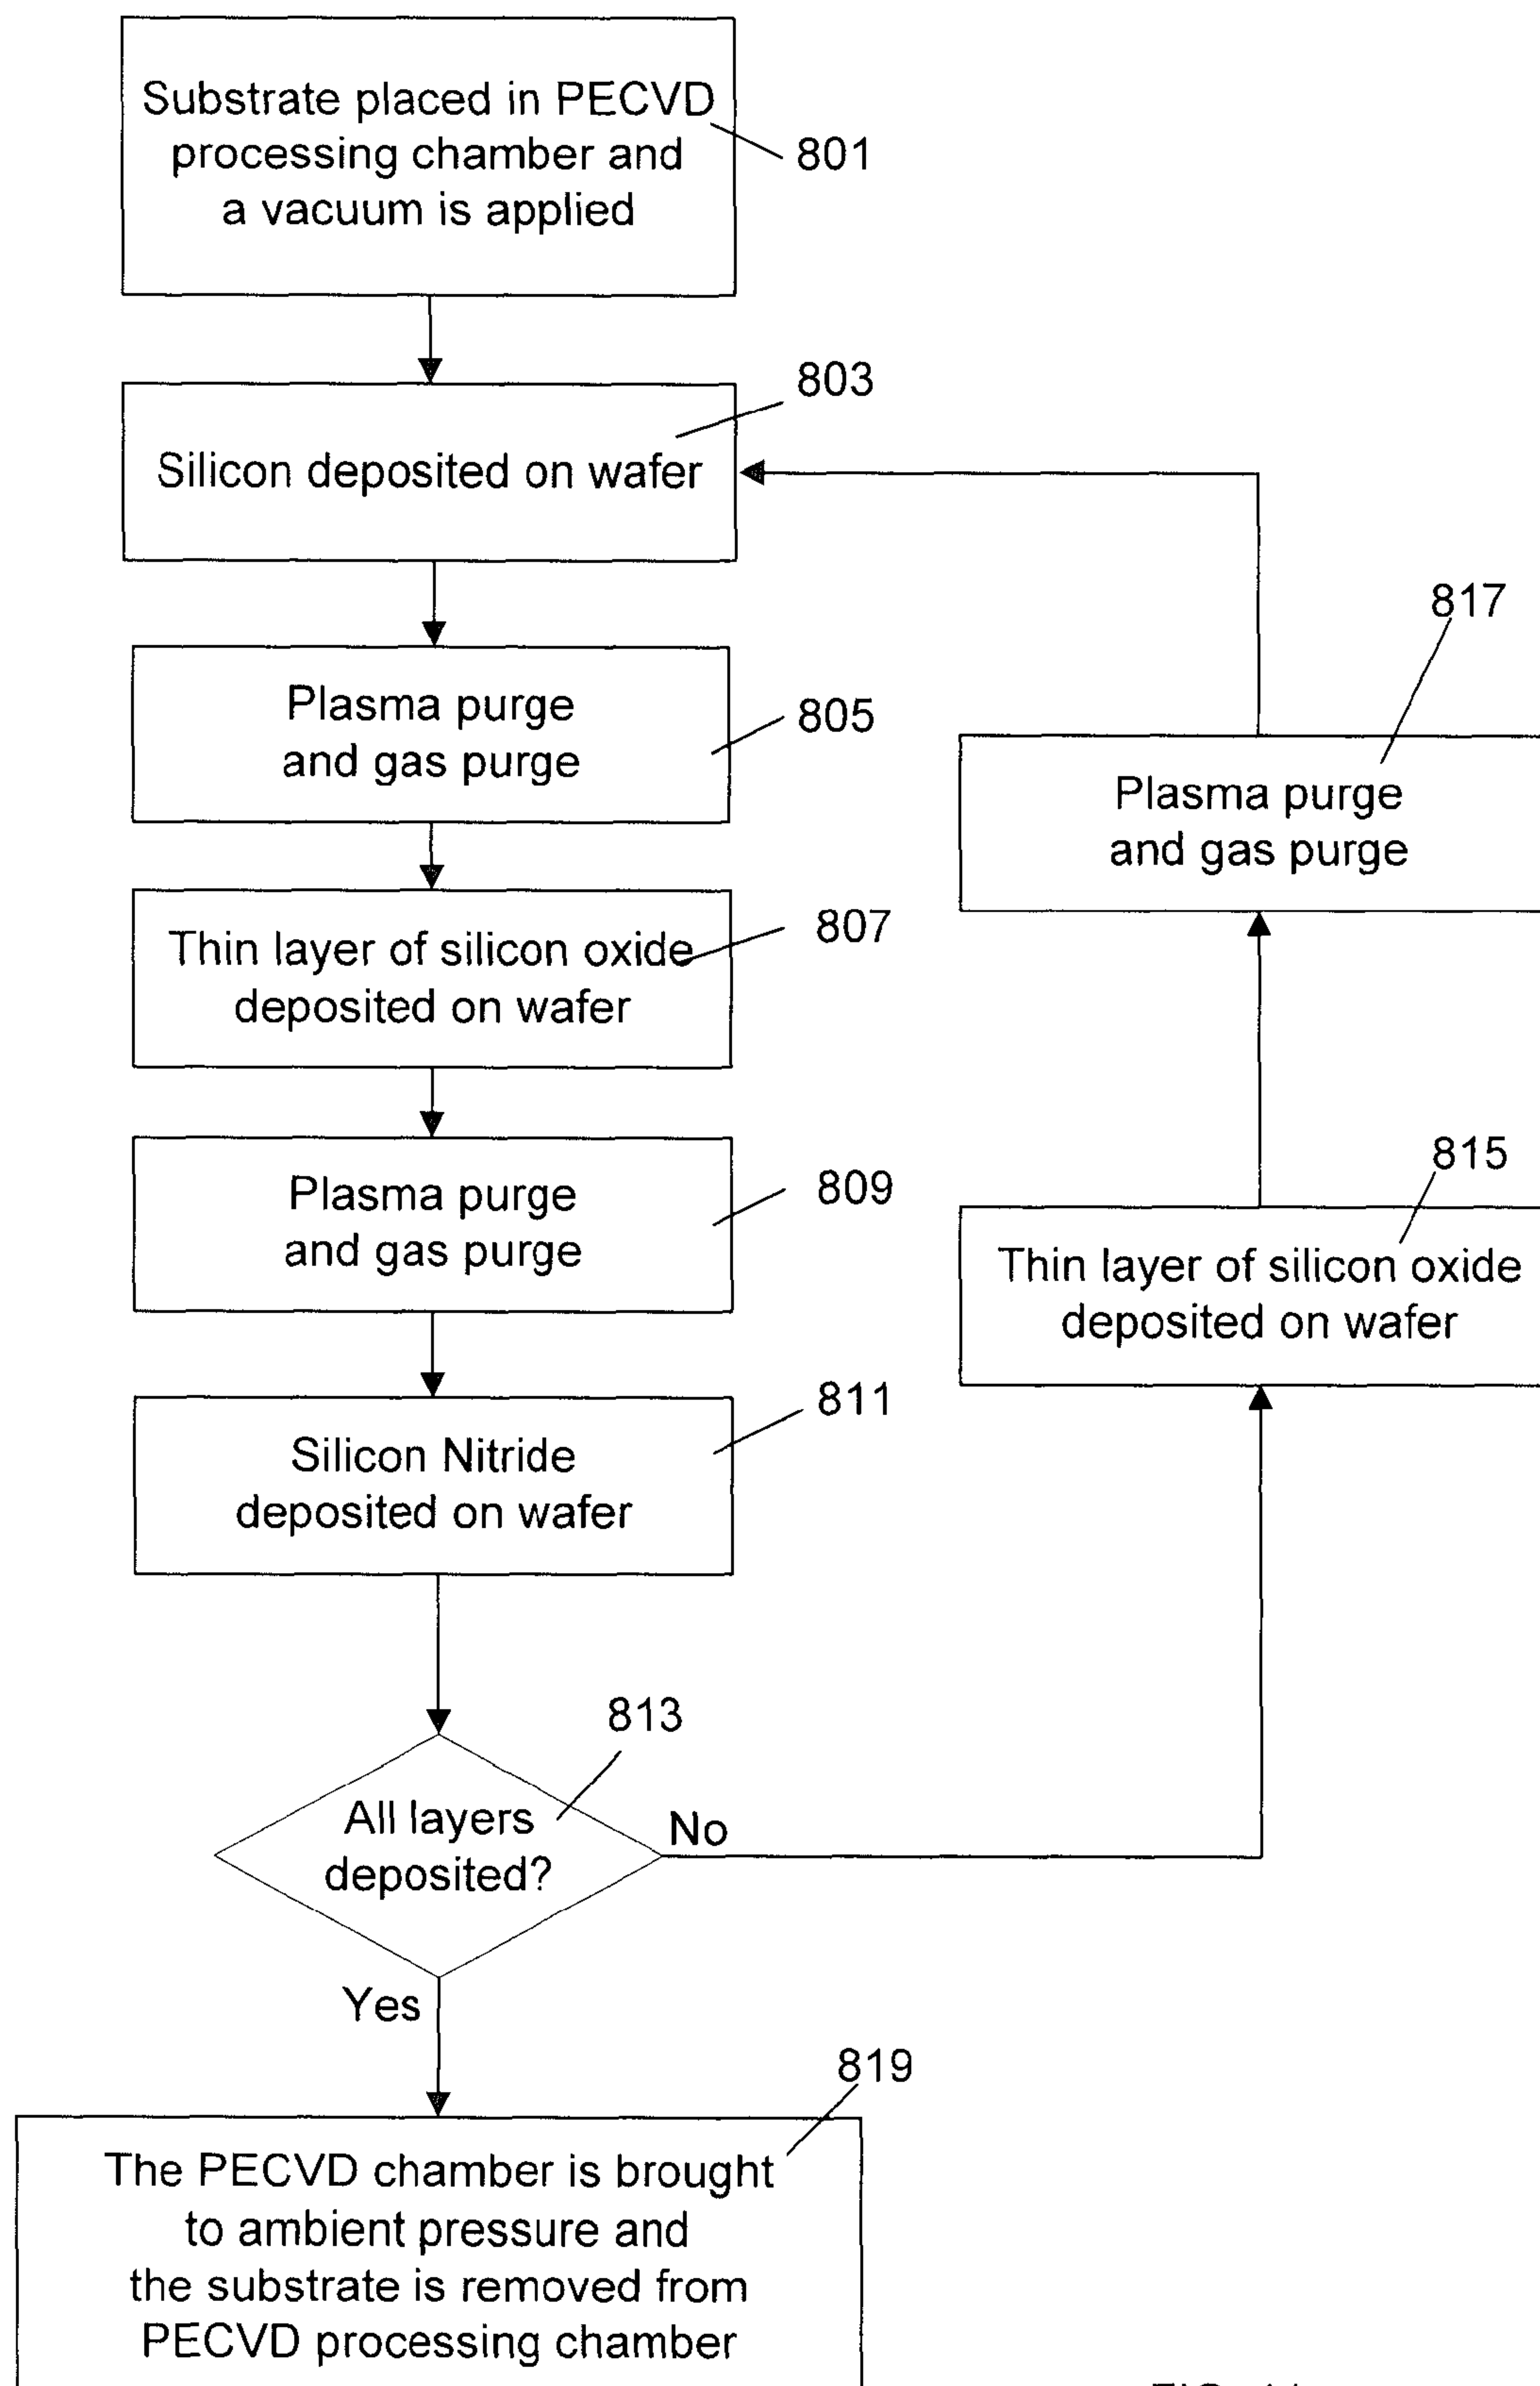 Substrate placed in PECVD
processing chamber and
a vacuum is applied
801
803
Silicon deposited on wafer
Plasma purge
and gas purge
805
817
Plasma purge
and gas purge
Thin layer of silicon oxide
deposited on wafer
807
Plasma purge
and gas purge
809
815
Thin layer of silicon oxide
deposited on wafer
811
Silicon Nitride
deposited on wafer
813
All layers
deposited?
No
Yes
819
The PECVD chamber is brought
to ambient pressure and
the substrate is removed from
PECVD processing chamber